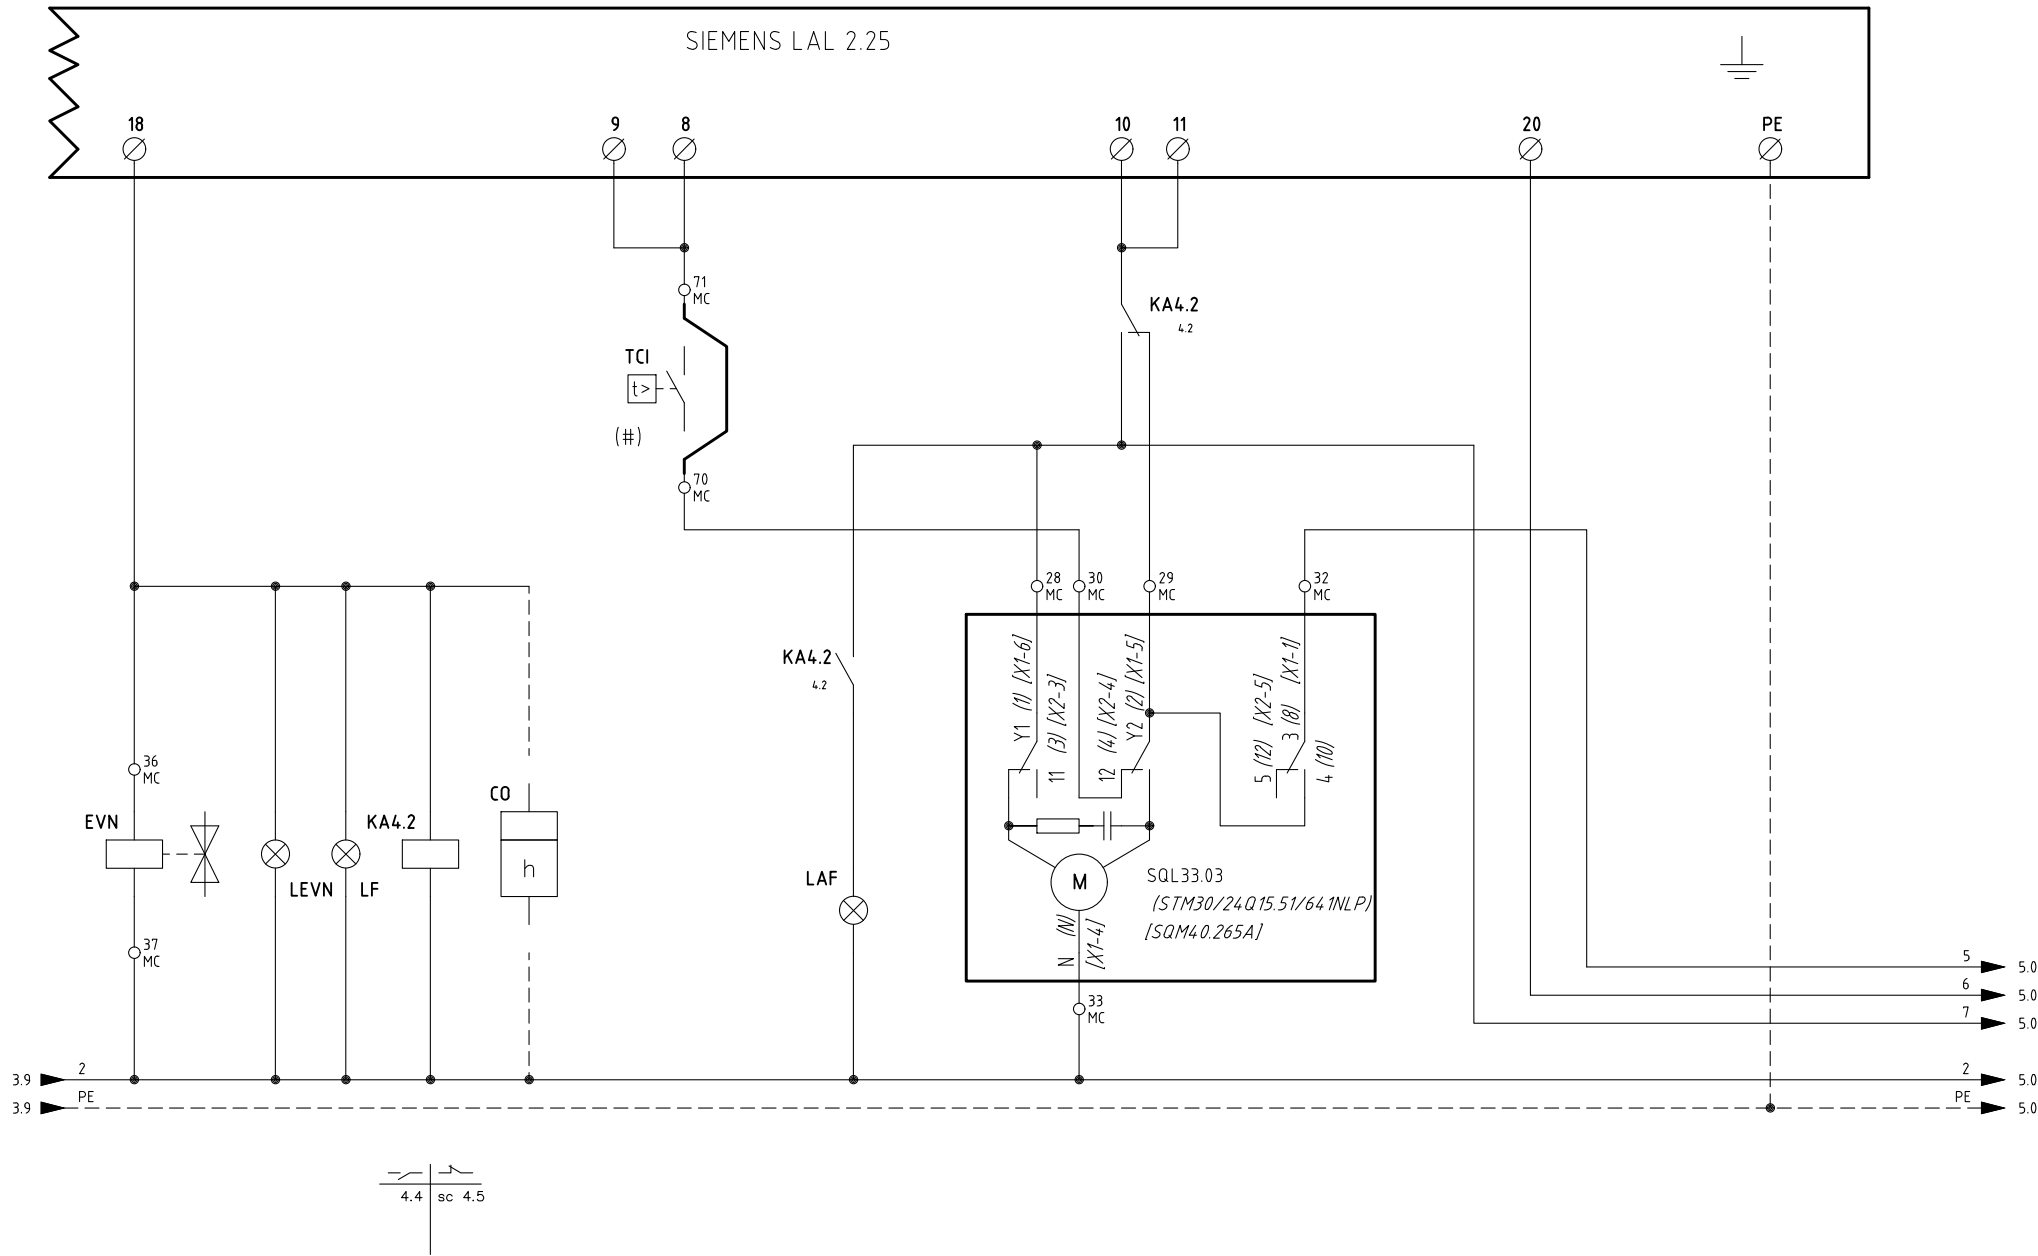 SIEMENS LAL 2.25
18
9
8
10
11
20
PE
71
MC
KA4.2
4.2
TCI
t>
(#)
70
MC
28
MC
30
MC
29
MC
32
MC
KA4.2
4.2
Y1 (1) [X1-6]
11 (3) [X2-3]
12 (4) [X2-4]
Y2 (2) [X1-5]
5 (12) [X2-5]
3 (8) [X1-1]
4 (10)
36
MC
EVN
LEVN
LF
KA4.2
CO
h
LAF
M
SQL33.03
(STM30/24Q15.51/641NLP)
[SQM40.265A]
N (N)
[X1-4]
37
MC
33
MC
5
5.0
6
5.0
7
5.0
3.9
2
2
5.0
3.9
PE
PE
5.0
4.4
sc 4.5